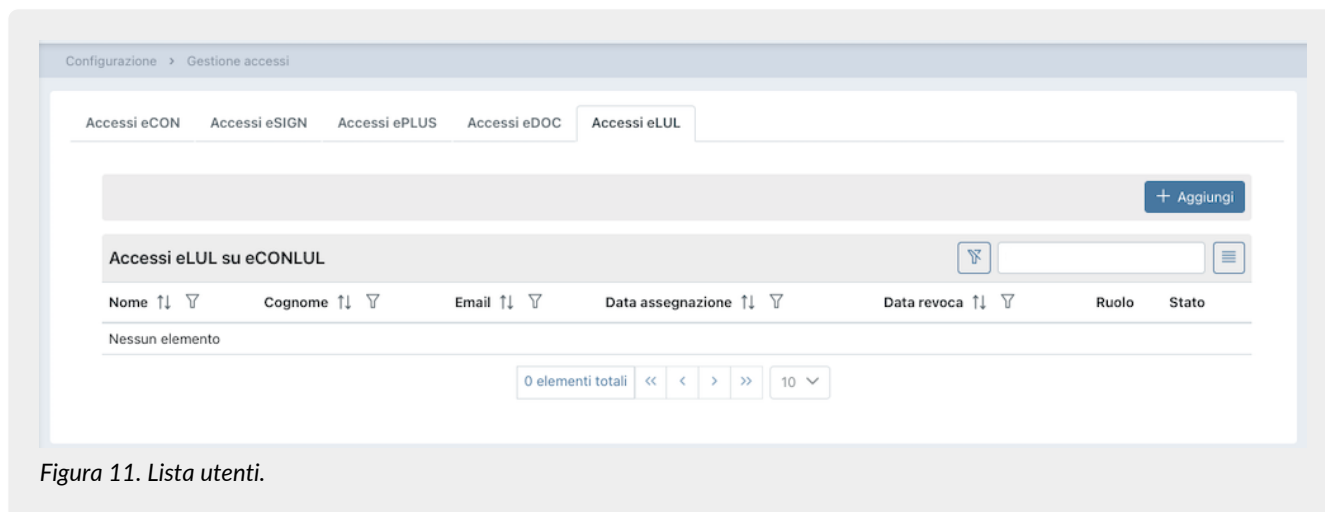 Configurazione > Gestione accessi
Accessi eCON Accessi eSIGN Accessi ePLUS Accessi eDOC Accessi eLUL
+ Aggiungi
Accessi eLUL su eCONLUL
Nome Cognome Email Data assegnazione Data revoca Ruolo Stato
Nessun elemento
0 elementi totali « < > » 10
Figura 11. Lista utenti.